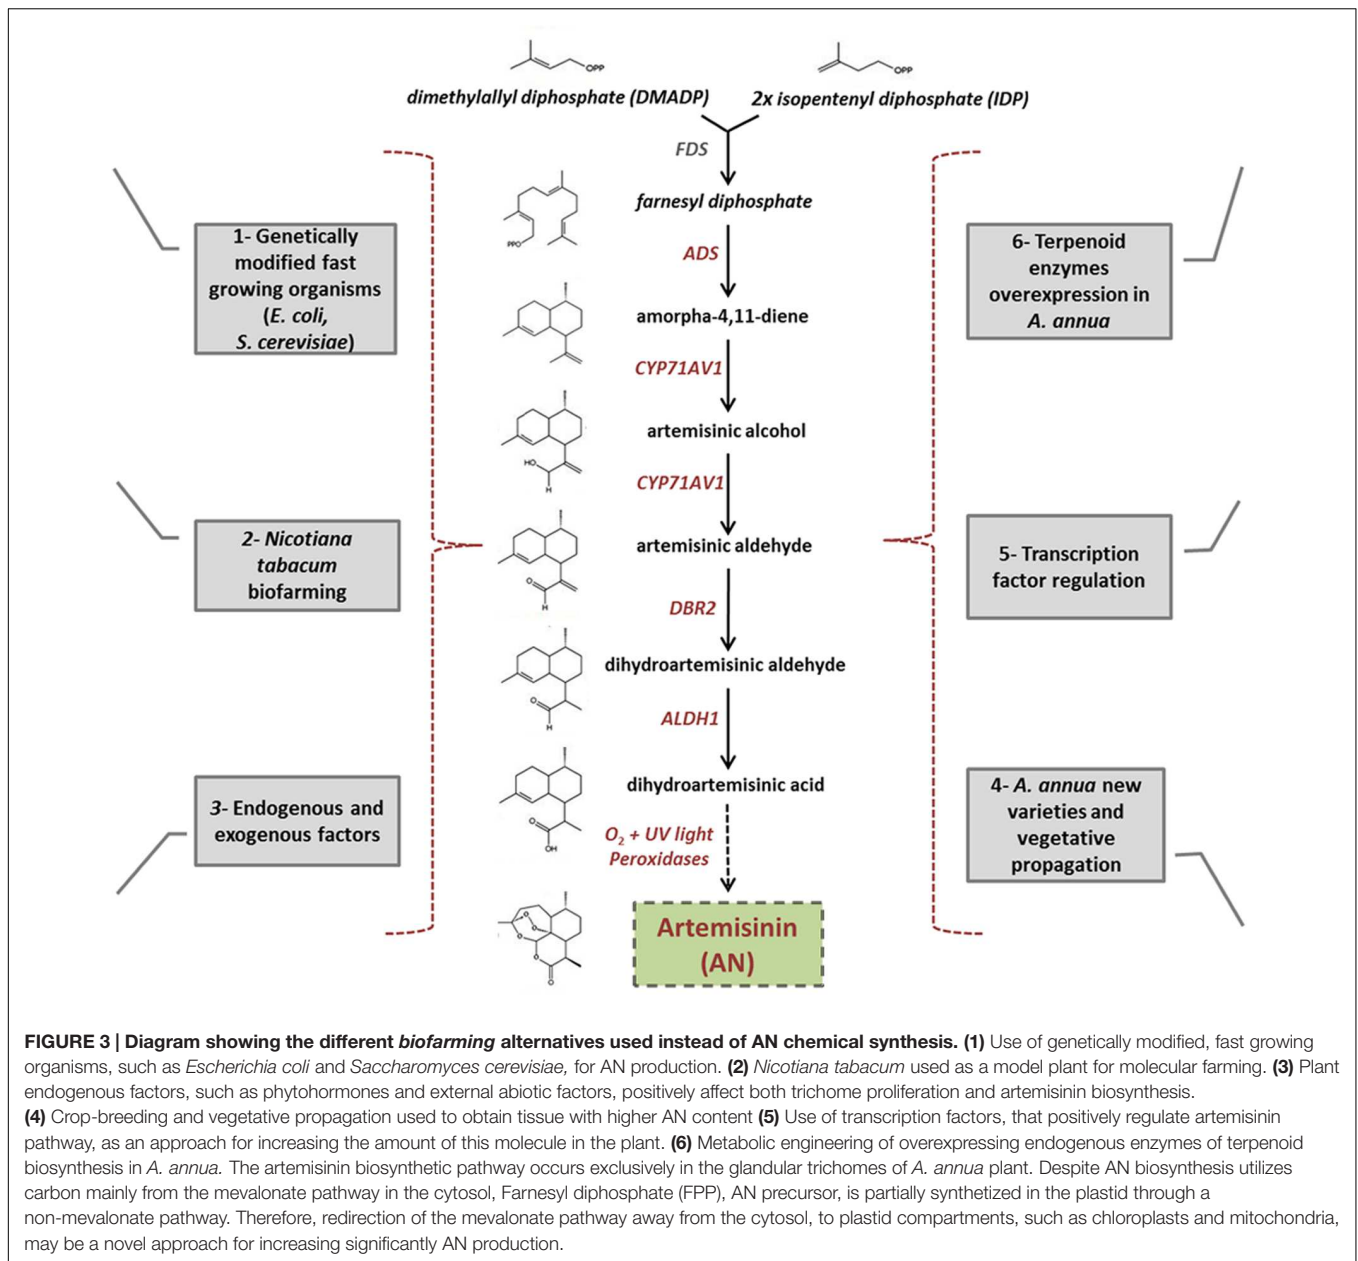 OPP
OPP
dimethylallyl diphosphate (DMADP)
2x isopentenyl diphosphate (IDP)
FDS
farnesyl diphosphate
PPO
ADS
amorpha-4,11-diene
CYP71AV1
artemisinic alcohol
HO
H
CYP71AV1
artemisinic aldehyde
O
H
DBR2
dihydroartemisinic aldehyde
O
H
ALDH1
dihydroartemisinic acid
O
OH
O2 + UV light
Peroxidases
O
O
O
O
O
Artemisinin
(AN)
1- Genetically
modified fast
growing organisms
(E. coli,
S. cerevisiae)
2- Nicotiana
tabacum
biofarming
3- Endogenous and
exogenous factors
6- Terpenoid
enzymes
overexpression in
A. annua
5- Transcription
factor regulation
4- A. annua new
varieties and
vegetative
propagation
FIGURE 3 | Diagram showing the different biofarming alternatives used instead of AN chemical synthesis. (1) Use of genetically modified, fast growing
organisms, such as Escherichia coli and Saccharomyces cerevisiae, for AN production. (2) Nicotiana tabacum used as a model plant for molecular farming. (3) Plant
endogenous factors, such as phytohormones and external abiotic factors, positively affect both trichome proliferation and artemisinin biosynthesis.
(4) Crop-breeding and vegetative propagation used to obtain tissue with higher AN content (5) Use of transcription factors, that positively regulate artemisinin
pathway, as an approach for increasing the amount of this molecule in the plant. (6) Metabolic engineering of overexpressing endogenous enzymes of terpenoid
biosynthesis in A. annua. The artemisinin biosynthetic pathway occurs exclusively in the glandular trichomes of A. annua plant. Despite AN biosynthesis utilizes
carbon mainly from the mevalonate pathway in the cytosol, Farnesyl diphosphate (FPP), AN precursor, is partially synthetized in the plastid through a
non-mevalonate pathway. Therefore, redirection of the mevalonate pathway away from the cytosol, to plastid compartments, such as chloroplasts and mitochondria,
may be a novel approach for increasing significantly AN production.